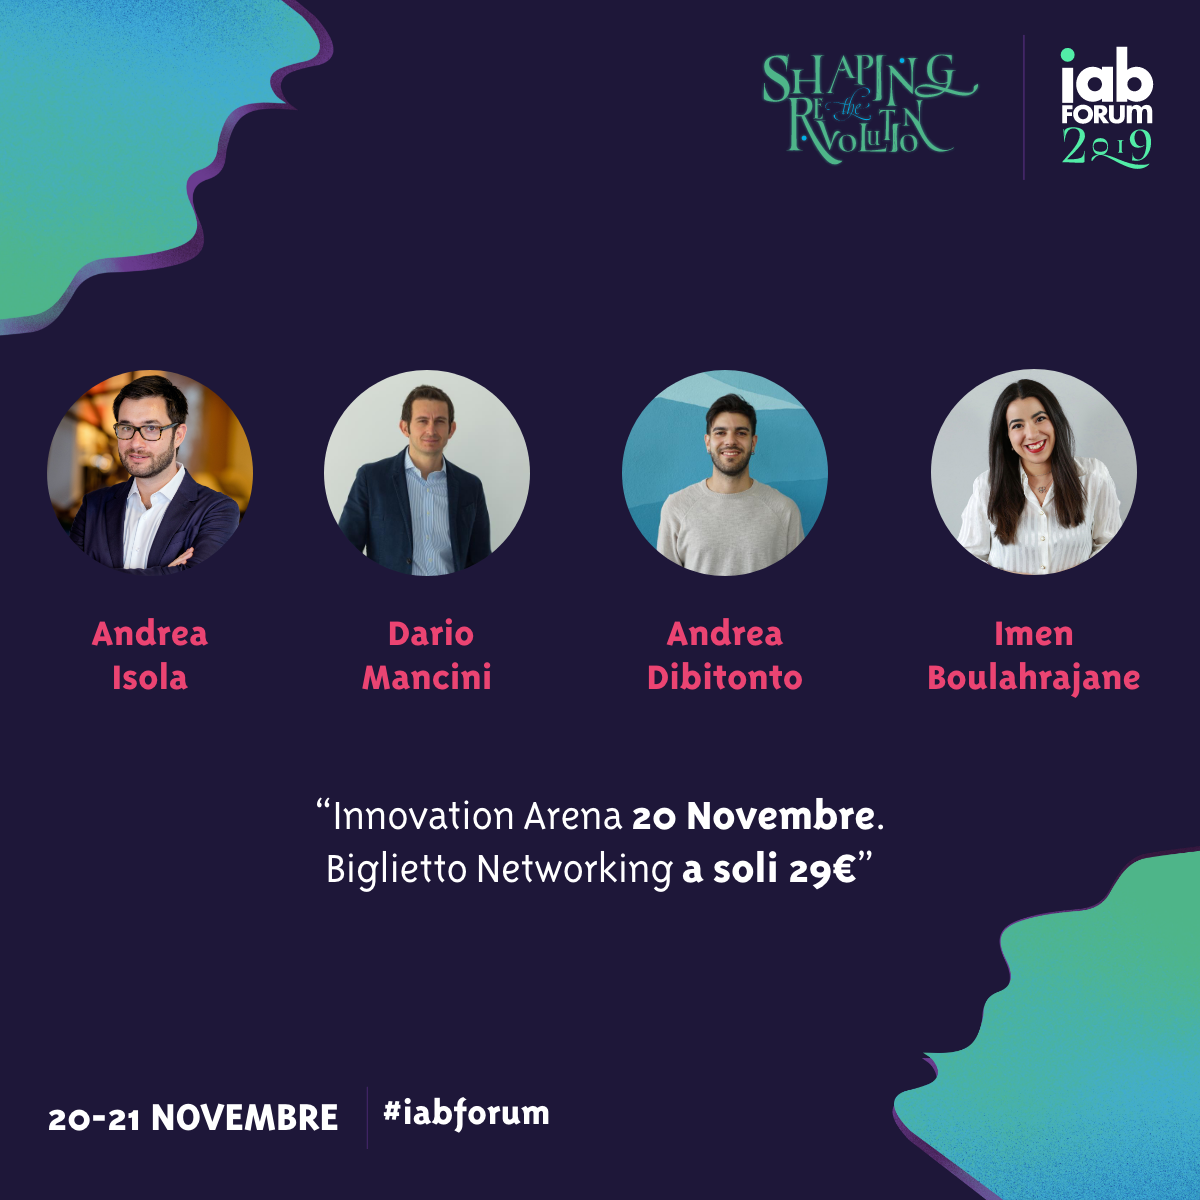 SHAPING
the
REVOLUTION
iab
FORUM
2019
Andrea
Isola
Dario
Mancini
Andrea
Dibitonto
Imen
Boulahrajane
“Innovation Arena 20 Novembre.
Biglietto Networking a soli 29€”
20-21 NOVEMBRE
#iabforum